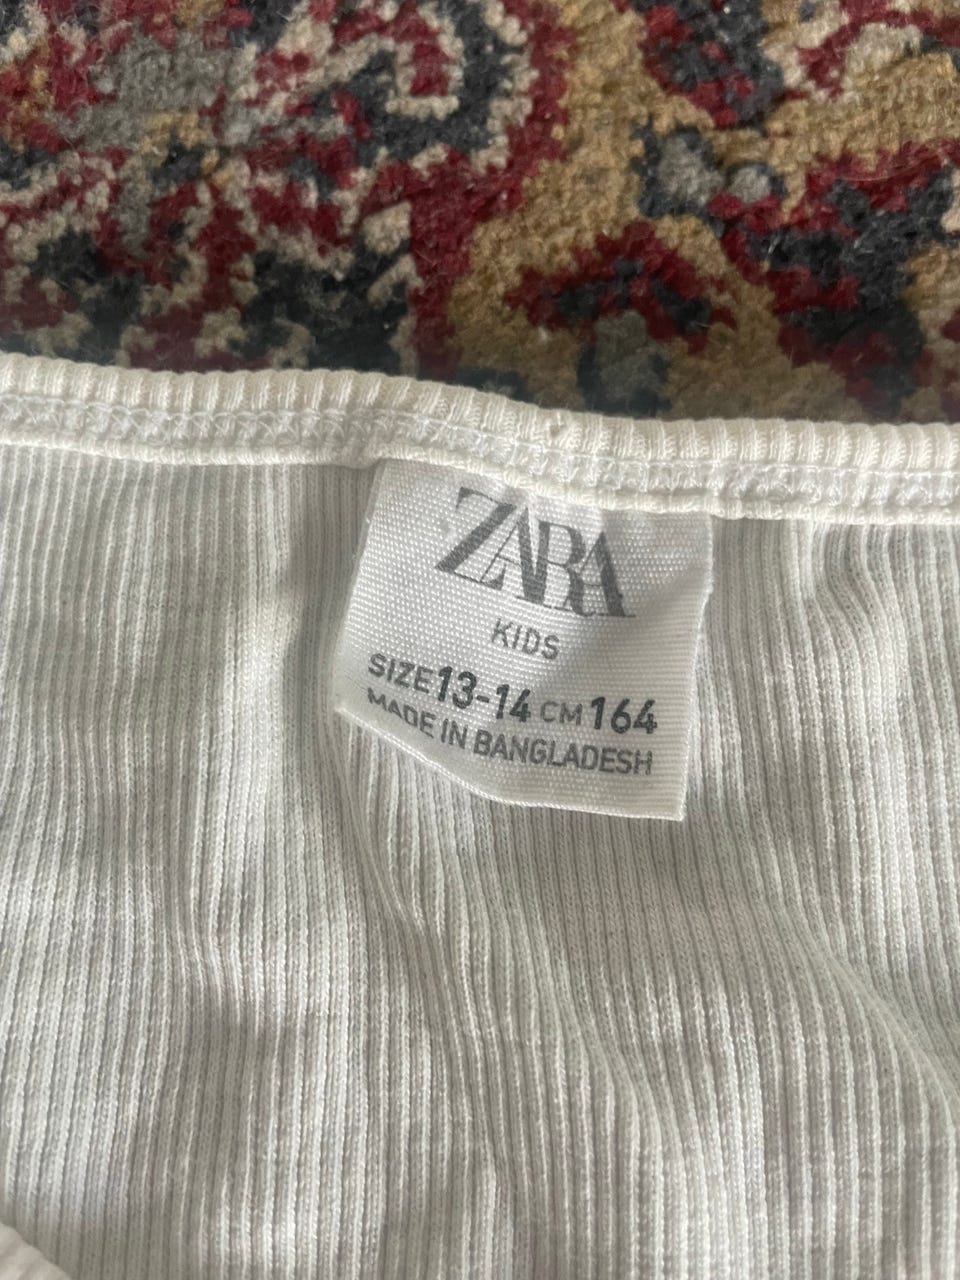 ZARA
KIDS
SIZE 13-14 CM 164
MADE IN BANGLADESH